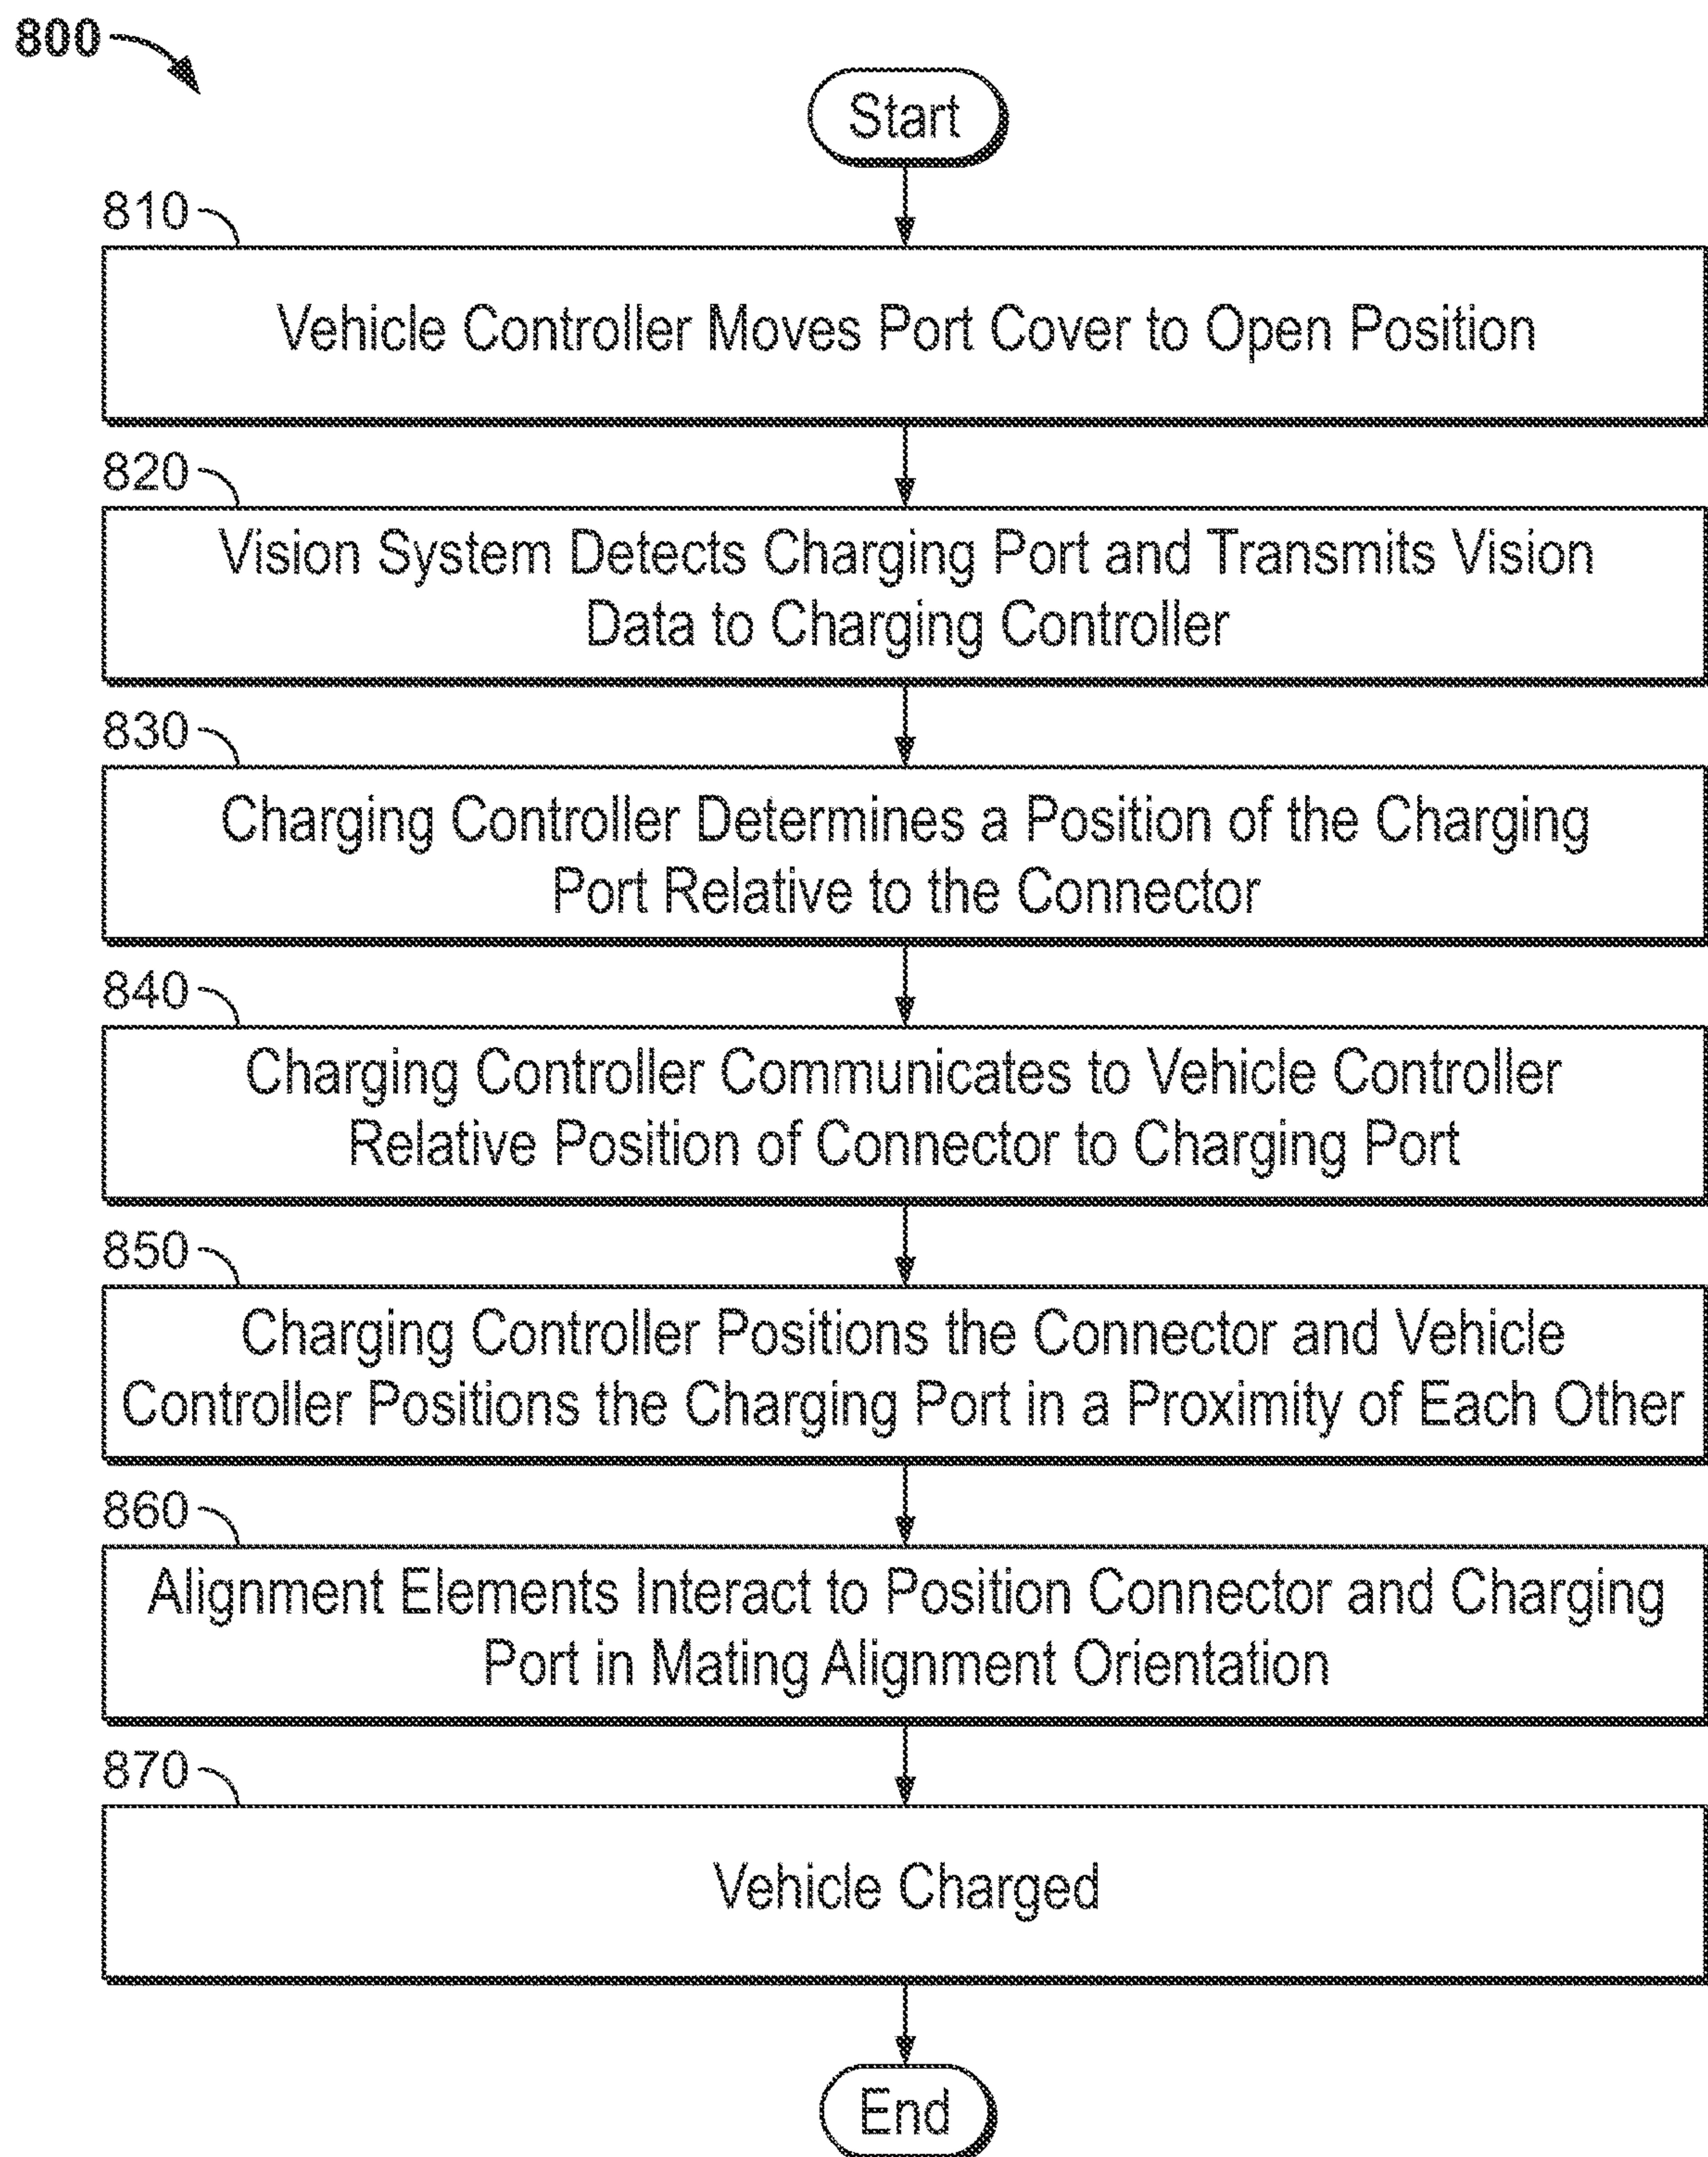 800
Start
810
Vehicle Controller Moves Port Cover to Open Position
820
Vision System Detects Charging Port and Transmits Vision
Data to Charging Controller
830
Charging Controller Determines a Position of the Charging
Port Relative to the Connector
840
Charging Controller Communicates to Vehicle Controller
Relative Position of Connector to Charging Port
850
Charging Controller Positions the Connector and Vehicle
Controller Positions the Charging Port in a Proximity of Each Other
860
Alignment Elements Interact to Position Connector and Charging
Port in Mating Alignment Orientation
870
Vehicle Charged
End